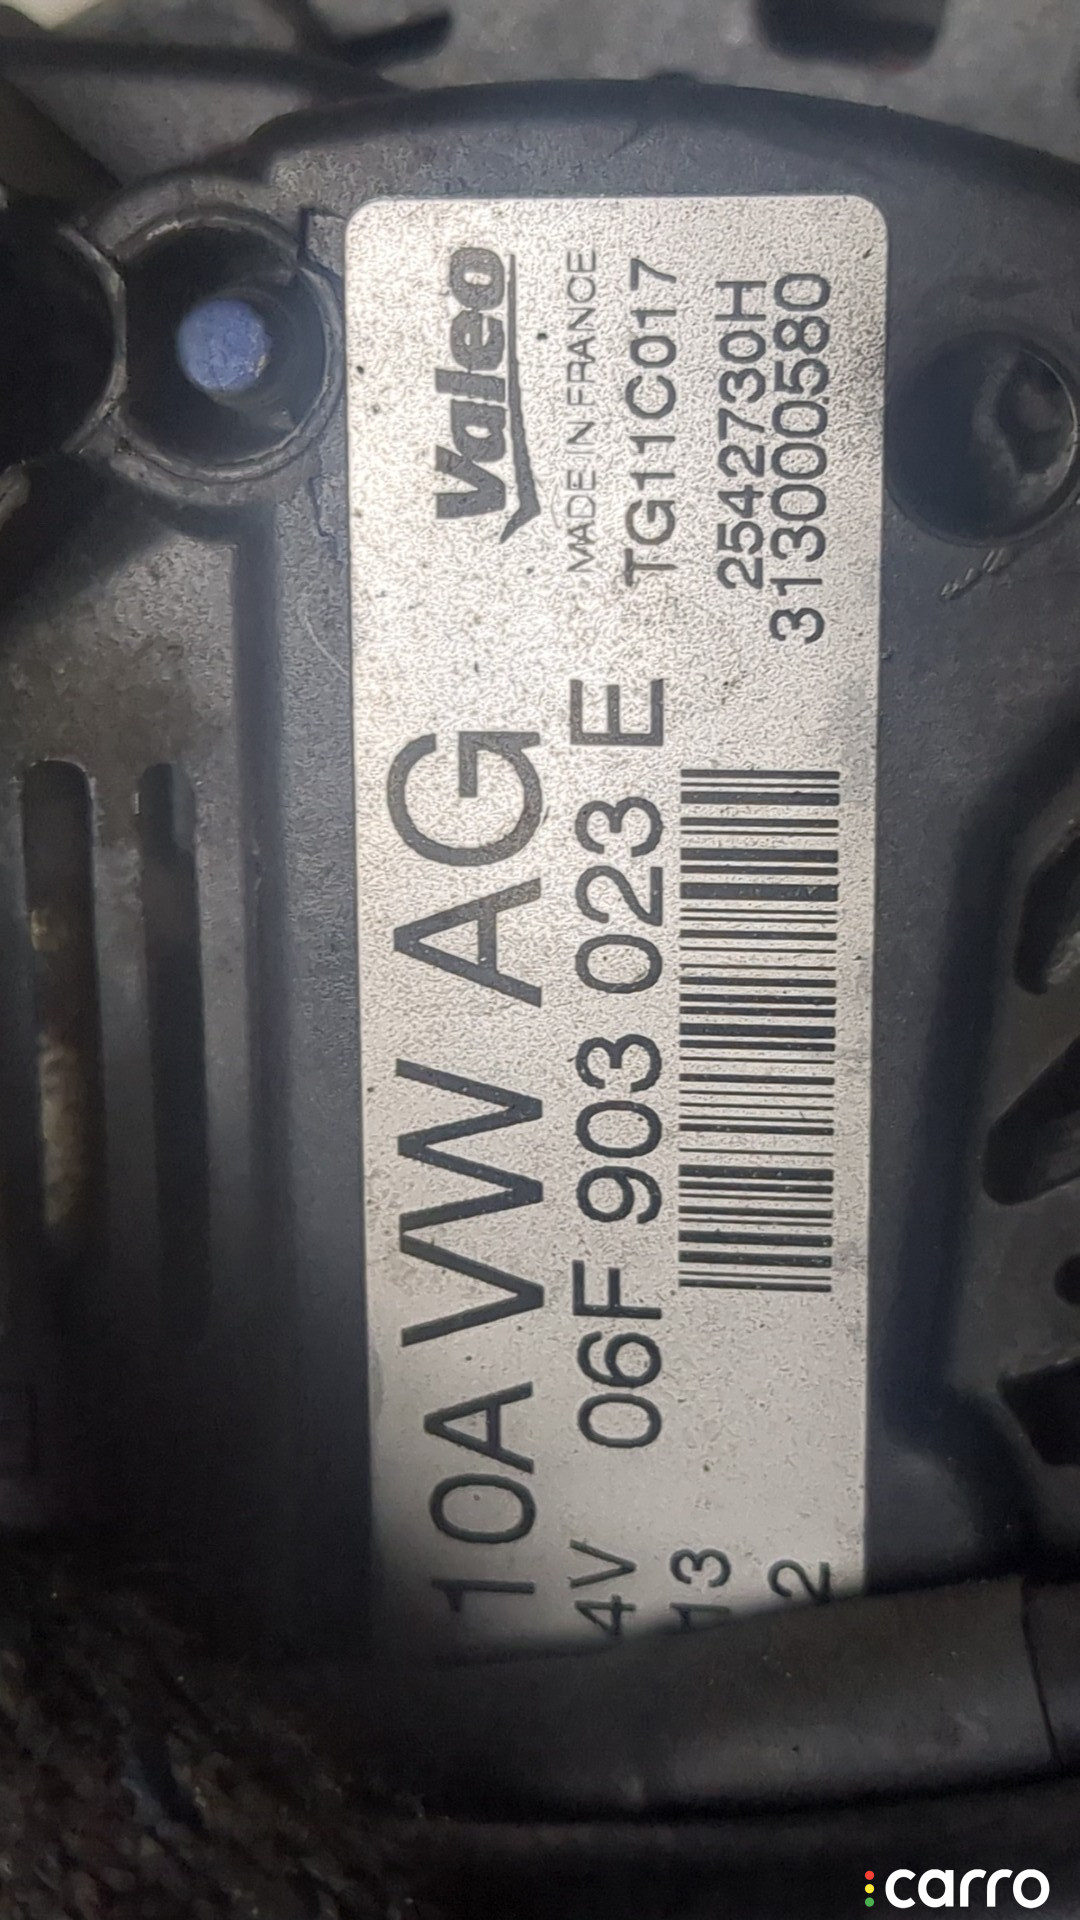 Valeo
MADE IN FRANCE
TG11C017
2542730H
313000580
10A VW AG
4V 06F 903 023 E
13
2
carro